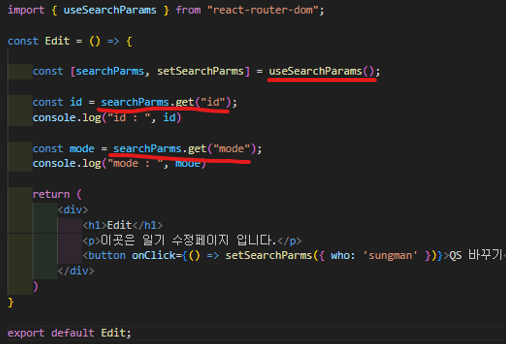 import { useSearchParams } from "react-router-dom";
const Edit = () => {
const [searchParms, setSearchParms] = useSearchParams();
const id = searchParms.get("id");
console.log("id : ", id)
const mode = searchParms.get("mode");
console.log("mode : ", mode)
return (
<div>
<h1>Edit</h1>
<p>이곳은 일기 수정페이지 입니다.</p>
<button onClick={() => setSearchParms({ who: 'sungman' })}>QS 바꾸기<
</div>
)
}
export default Edit;